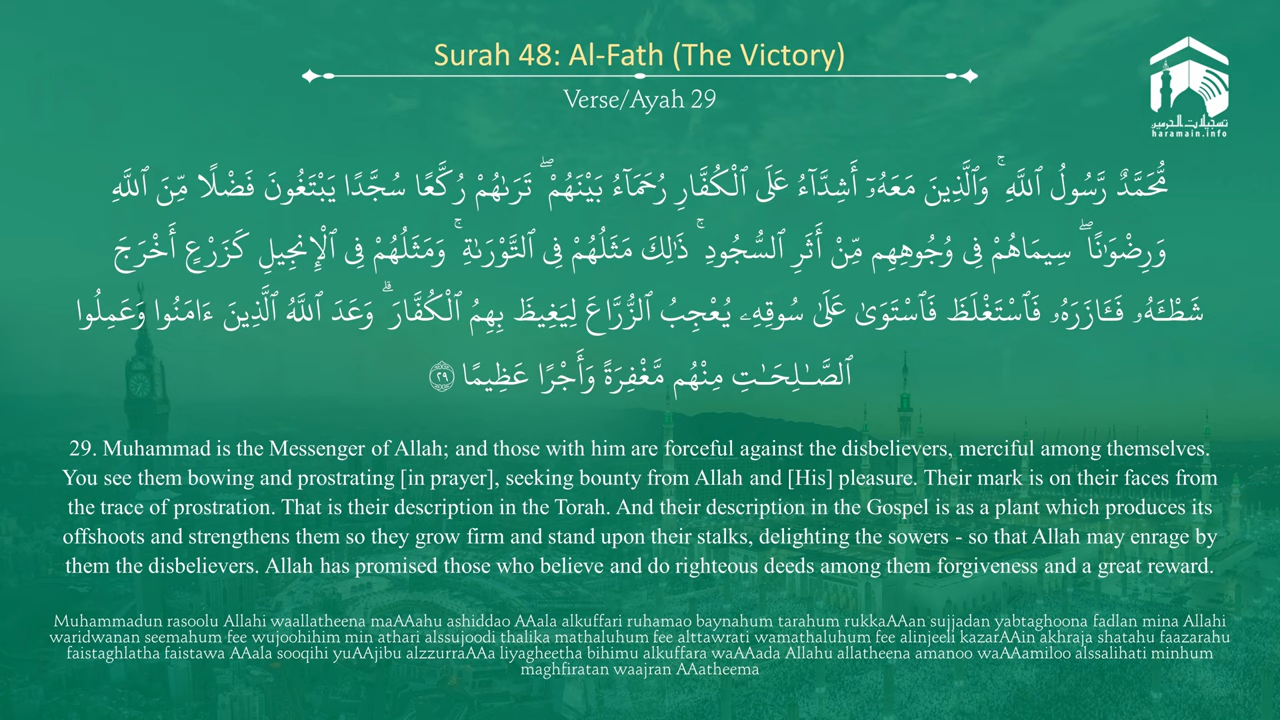 Surah 48: Al-Fath (The Victory)
Verse/Ayah 29
تسجيلات الحرمين
haramain.info
مُّحَمَّدٌ رَّسُولُ ٱللَّهِ ۚ وَٱلَّذِينَ مَعَهُۥٓ أَشِدَّآءُ عَلَى ٱلْكُفَّارِ رُحَمَآءُ بَيْنَهُمْ ۖ تَرَىٰهُمْ رُكَّعًا سُجَّدًا يَبْتَغُونَ فَضْلًا مِّنَ ٱللَّهِ
وَرِضْوَٰنًا ۖ سِيمَاهُمْ فِى وُجُوهِهِم مِّنْ أَثَرِ ٱلسُّجُودِ ۚ ذَٰلِكَ مَثَلُهُمْ فِى ٱلتَّوْرَىٰةِ ۚ وَمَثَلُهُمْ فِى ٱلْإِنجِيلِ كَزَرْعٍ أَخْرَجَ
شَطْـَٔهُۥ فَـَٔازَرَهُۥ فَٱسْتَغْلَظَ فَٱسْتَوَىٰ عَلَىٰ سُوقِهِۦ يُعْجِبُ ٱلزُّرَّاعَ لِيَغِيظَ بِهِمُ ٱلْكُفَّارَ ۗ وَعَدَ ٱللَّهُ ٱلَّذِينَ ءَامَنُوا۟ وَعَمِلُوا۟
ٱلصَّـٰلِحَـٰتِ مِنْهُم مَّغْفِرَةً وَأَجْرًا عَظِيمًۢا ﴿٢٩﴾
29. Muhammad is the Messenger of Allah; and those with him are forceful against the disbelievers, merciful among themselves.
You see them bowing and prostrating [in prayer], seeking bounty from Allah and [His] pleasure. Their mark is on their faces from
the trace of prostration. That is their description in the Torah. And their description in the Gospel is as a plant which produces its
offshoots and strengthens them so they grow firm and stand upon their stalks, delighting the sowers - so that Allah may enrage by
them the disbelievers. Allah has promised those who believe and do righteous deeds among them forgiveness and a great reward.
Muhammadun rasoolu Allahi waallatheena maAAahu ashiddao AAala alkuffari ruhamao baynahum tarahum rukkaAAan sujjadan yabtaghoona fadlan mina Allahi
waridwanan seemahum fee wujoohihim min athari alssujoodi thalika mathaluhum fee alttawrati wamathaluhum fee alinjeeli kazarAAin akhraja shatahu faazarahu
faistaghlatha faistawa AAala sooqihi yuAAjibu alzzurraAAa liyagheetha bihimu alkuffara waAAada Allahu allatheena amanoo waAAamiloo alssalihati minhum
maghfiratan waajran AAatheema